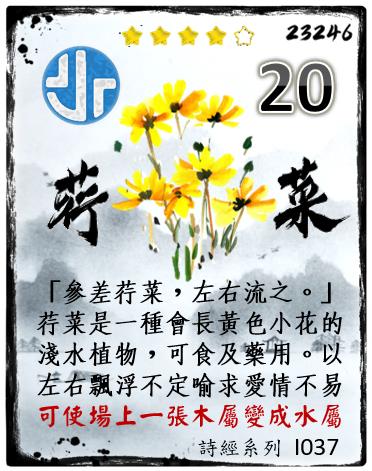 23246
20
荇菜
「參差荇菜，左右流之。」
荇菜是一種會長黃色小花的
淺水植物，可食及藥用。以
左右飄浮不定喻求愛情不易
可使場上一張木屬變成水屬
詩經系列 I037